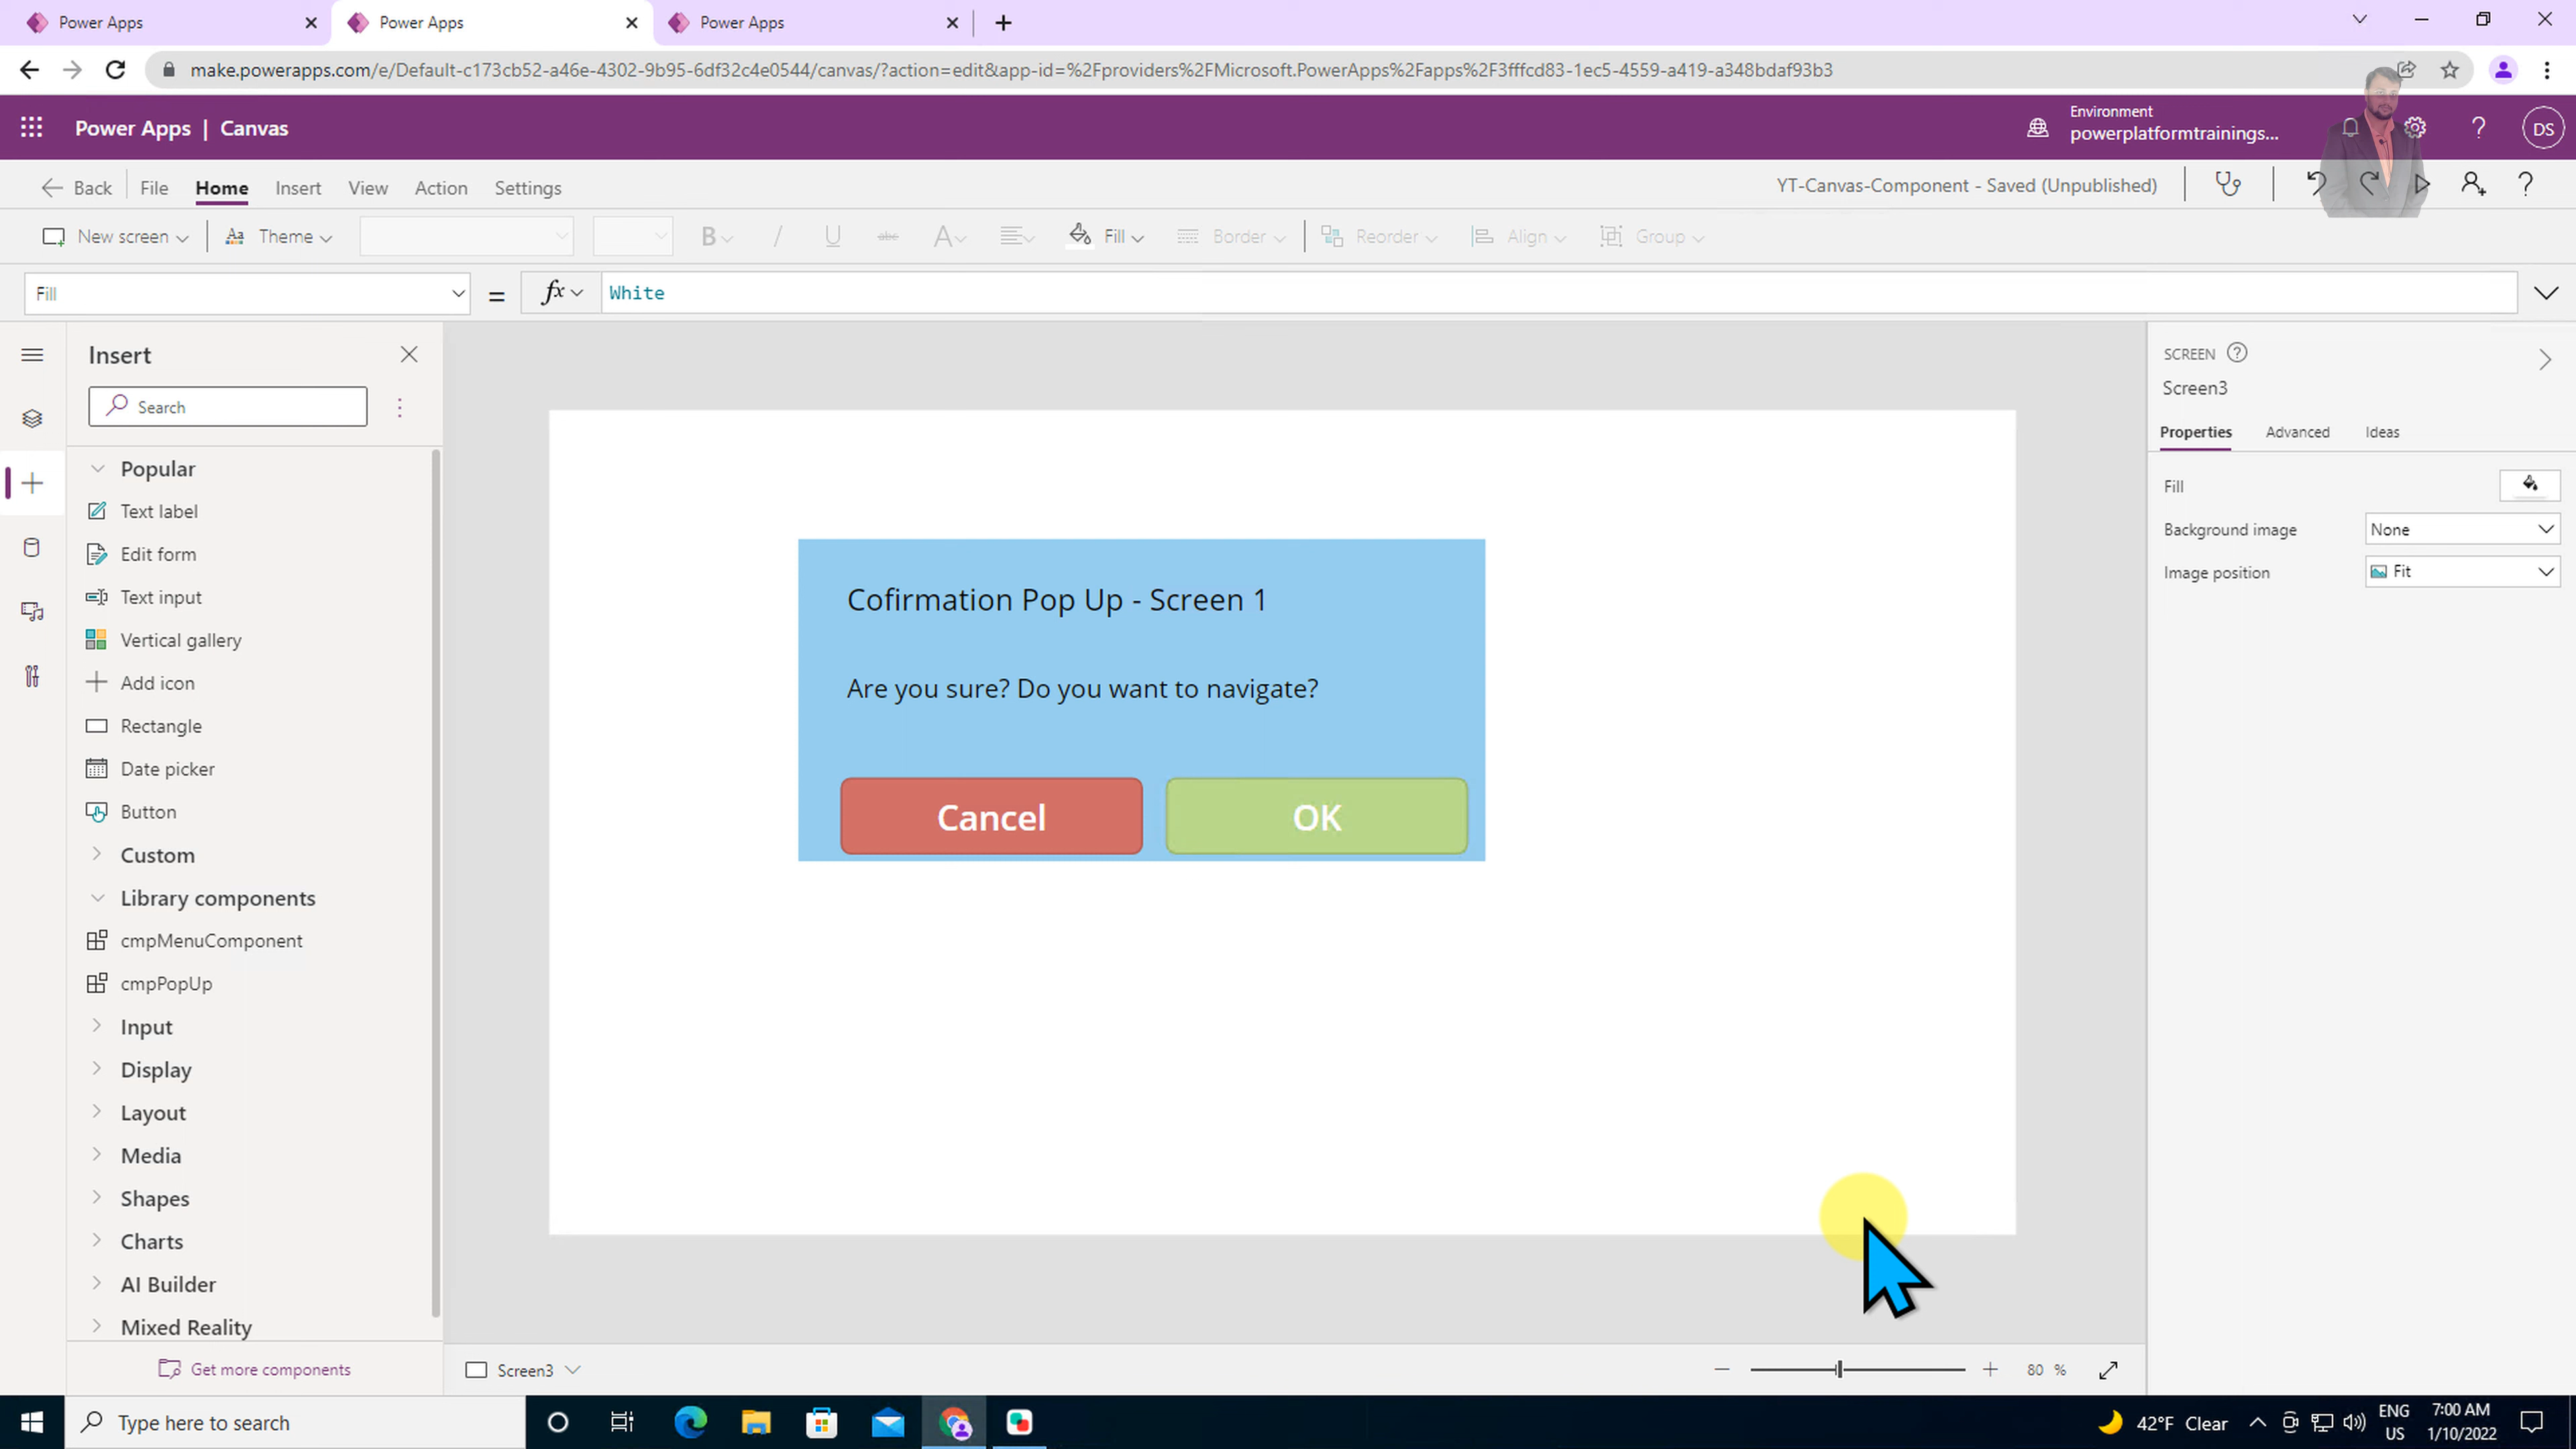 Power Apps
Power Apps
Power Apps
make.powerapps.com/e/Default-c173cb52-a46e-4302-9b95-6df32c4e0544/canvas/?action=edit&app-id=%2Fproviders%2FMicrosoft.PowerApps%2Fapps%2F3fffcd83-1ec5-4559-a419-a348bdaf93b3
Power Apps | Canvas
Environment
powerplatformtrainings...
DS
Back
File
Home
Insert
View
Action
Settings
YT-Canvas-Component - Saved (Unpublished)
New screen
Theme
B
I
U
abc
A
Fill
Border
Reorder
Align
Group
Fill
=
fx
White
Insert
Search
Popular
Text label
Edit form
Text input
Vertical gallery
Add icon
Rectangle
Date picker
Button
Custom
Library components
cmpMenuComponent
cmpPopUp
Input
Display
Layout
Media
Shapes
Charts
AI Builder
Mixed Reality
Get more components
Cofirmation Pop Up - Screen 1
Are you sure? Do you want to navigate?
Cancel
OK
SCREEN
Screen3
Properties
Advanced
Ideas
Fill
Background image
None
Image position
Fit
Screen3
80 %
Type here to search
42°F Clear
ENG
US
7:00 AM
1/10/2022